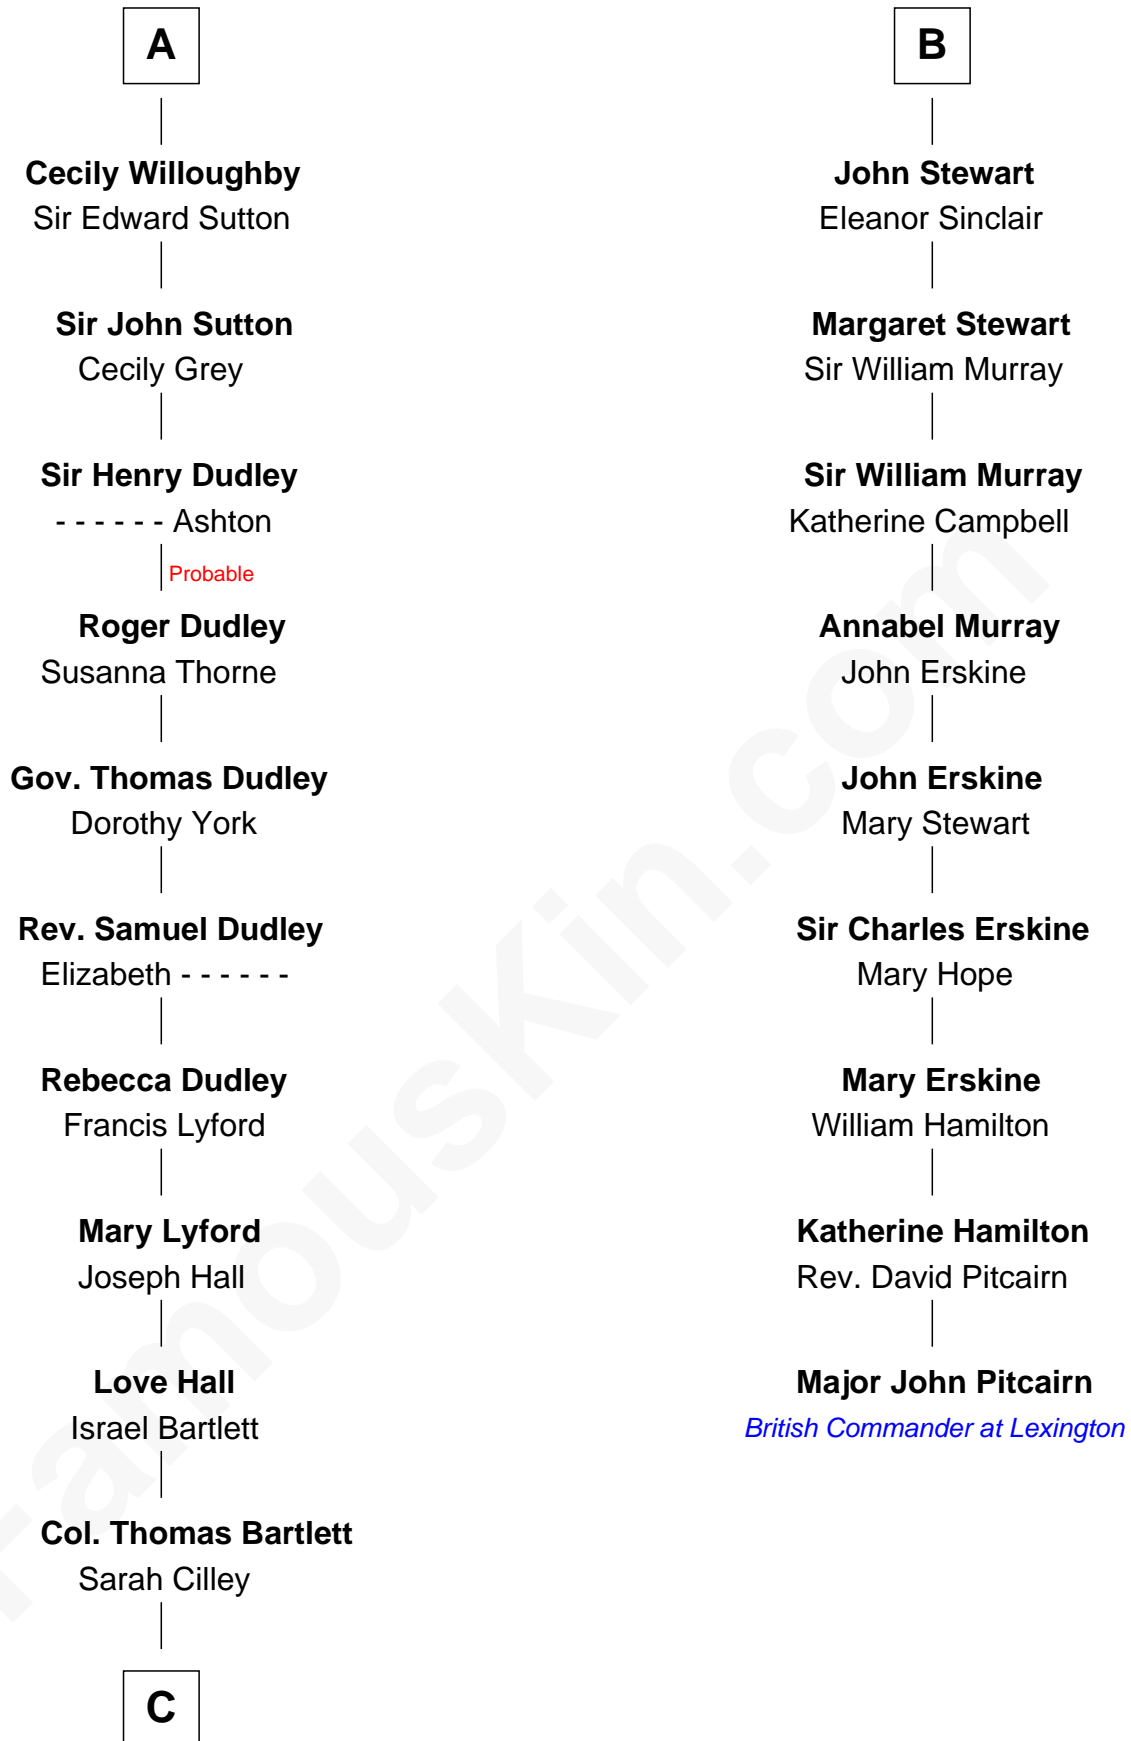 A
Cecily Willoughby
Sir Edward Sutton
Sir John Sutton
Cecily Grey
Sir Henry Dudley
- - - - - - Ashton
Probable
Roger Dudley
Susanna Thorne
Gov. Thomas Dudley
Dorothy York
Rev. Samuel Dudley
Elizabeth - - - - - -
Rebecca Dudley
Francis Lyford
Mary Lyford
Joseph Hall
Love Hall
Israel Bartlett
Col. Thomas Bartlett
Sarah Cilley
C
B
John Stewart
Eleanor Sinclair
Margaret Stewart
Sir William Murray
Sir William Murray
Katherine Campbell
Annabel Murray
John Erskine
John Erskine
Mary Stewart
Sir Charles Erskine
Mary Hope
Mary Erskine
William Hamilton
Katherine Hamilton
Rev. David Pitcairn
Major John Pitcairn
British Commander at Lexington
FamousKin.com